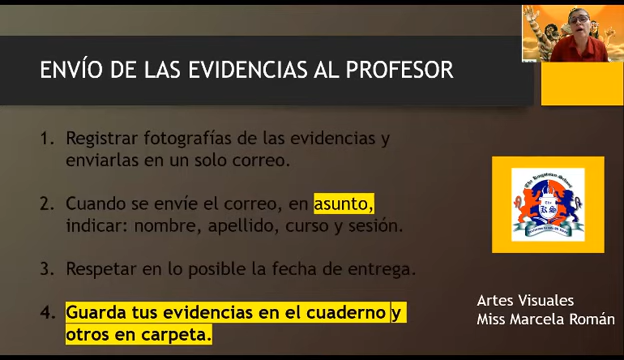 ENVÍO DE LAS EVIDENCIAS AL PROFESOR
1. Registrar fotografías de las evidencias y
enviarlas en un solo correo.
2. Cuando se envíe el correo, en asunto,
indicar: nombre, apellido, curso y sesión.
3. Respetar en lo posible la fecha de entrega.
4. Guarda tus evidencias en el cuaderno y
otros en carpeta.
KS
Artes Visuales
Miss Marcela Román